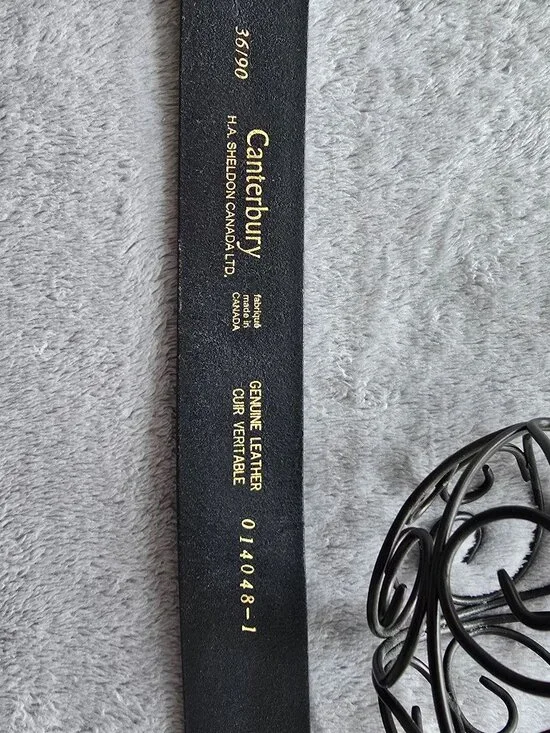 36/90
Canterbury
H.A. SHELDON CANADA LTD.
fabriqué
made in
CANADA
GENUINE LEATHER
CUIR VERITABLE
014048-1